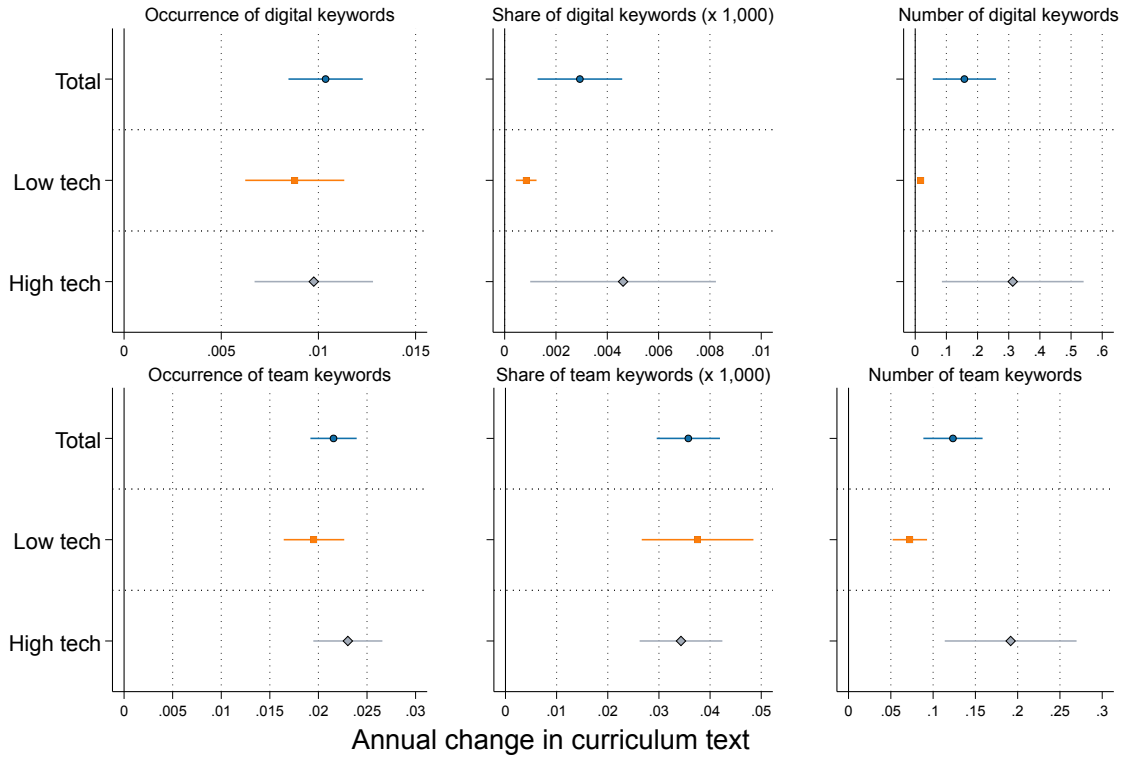 Occurrence of digital keywords
Share of digital keywords (x 1,000)
Number of digital keywords
Total
Low tech
High tech
0 .005 .010 .015
0 .002 .004 .006 .008 .01
0 .1 .2 .3 .4 .5 .6
Occurrence of team keywords
Share of team keywords (x 1,000)
Number of team keywords
Total
Low tech
High tech
0 .005 .01 .015 .02 .025 .03
0 .01 .02 .03 .04 .05
0 .05 .1 .15 .2 .25 .3
Annual change in curriculum text